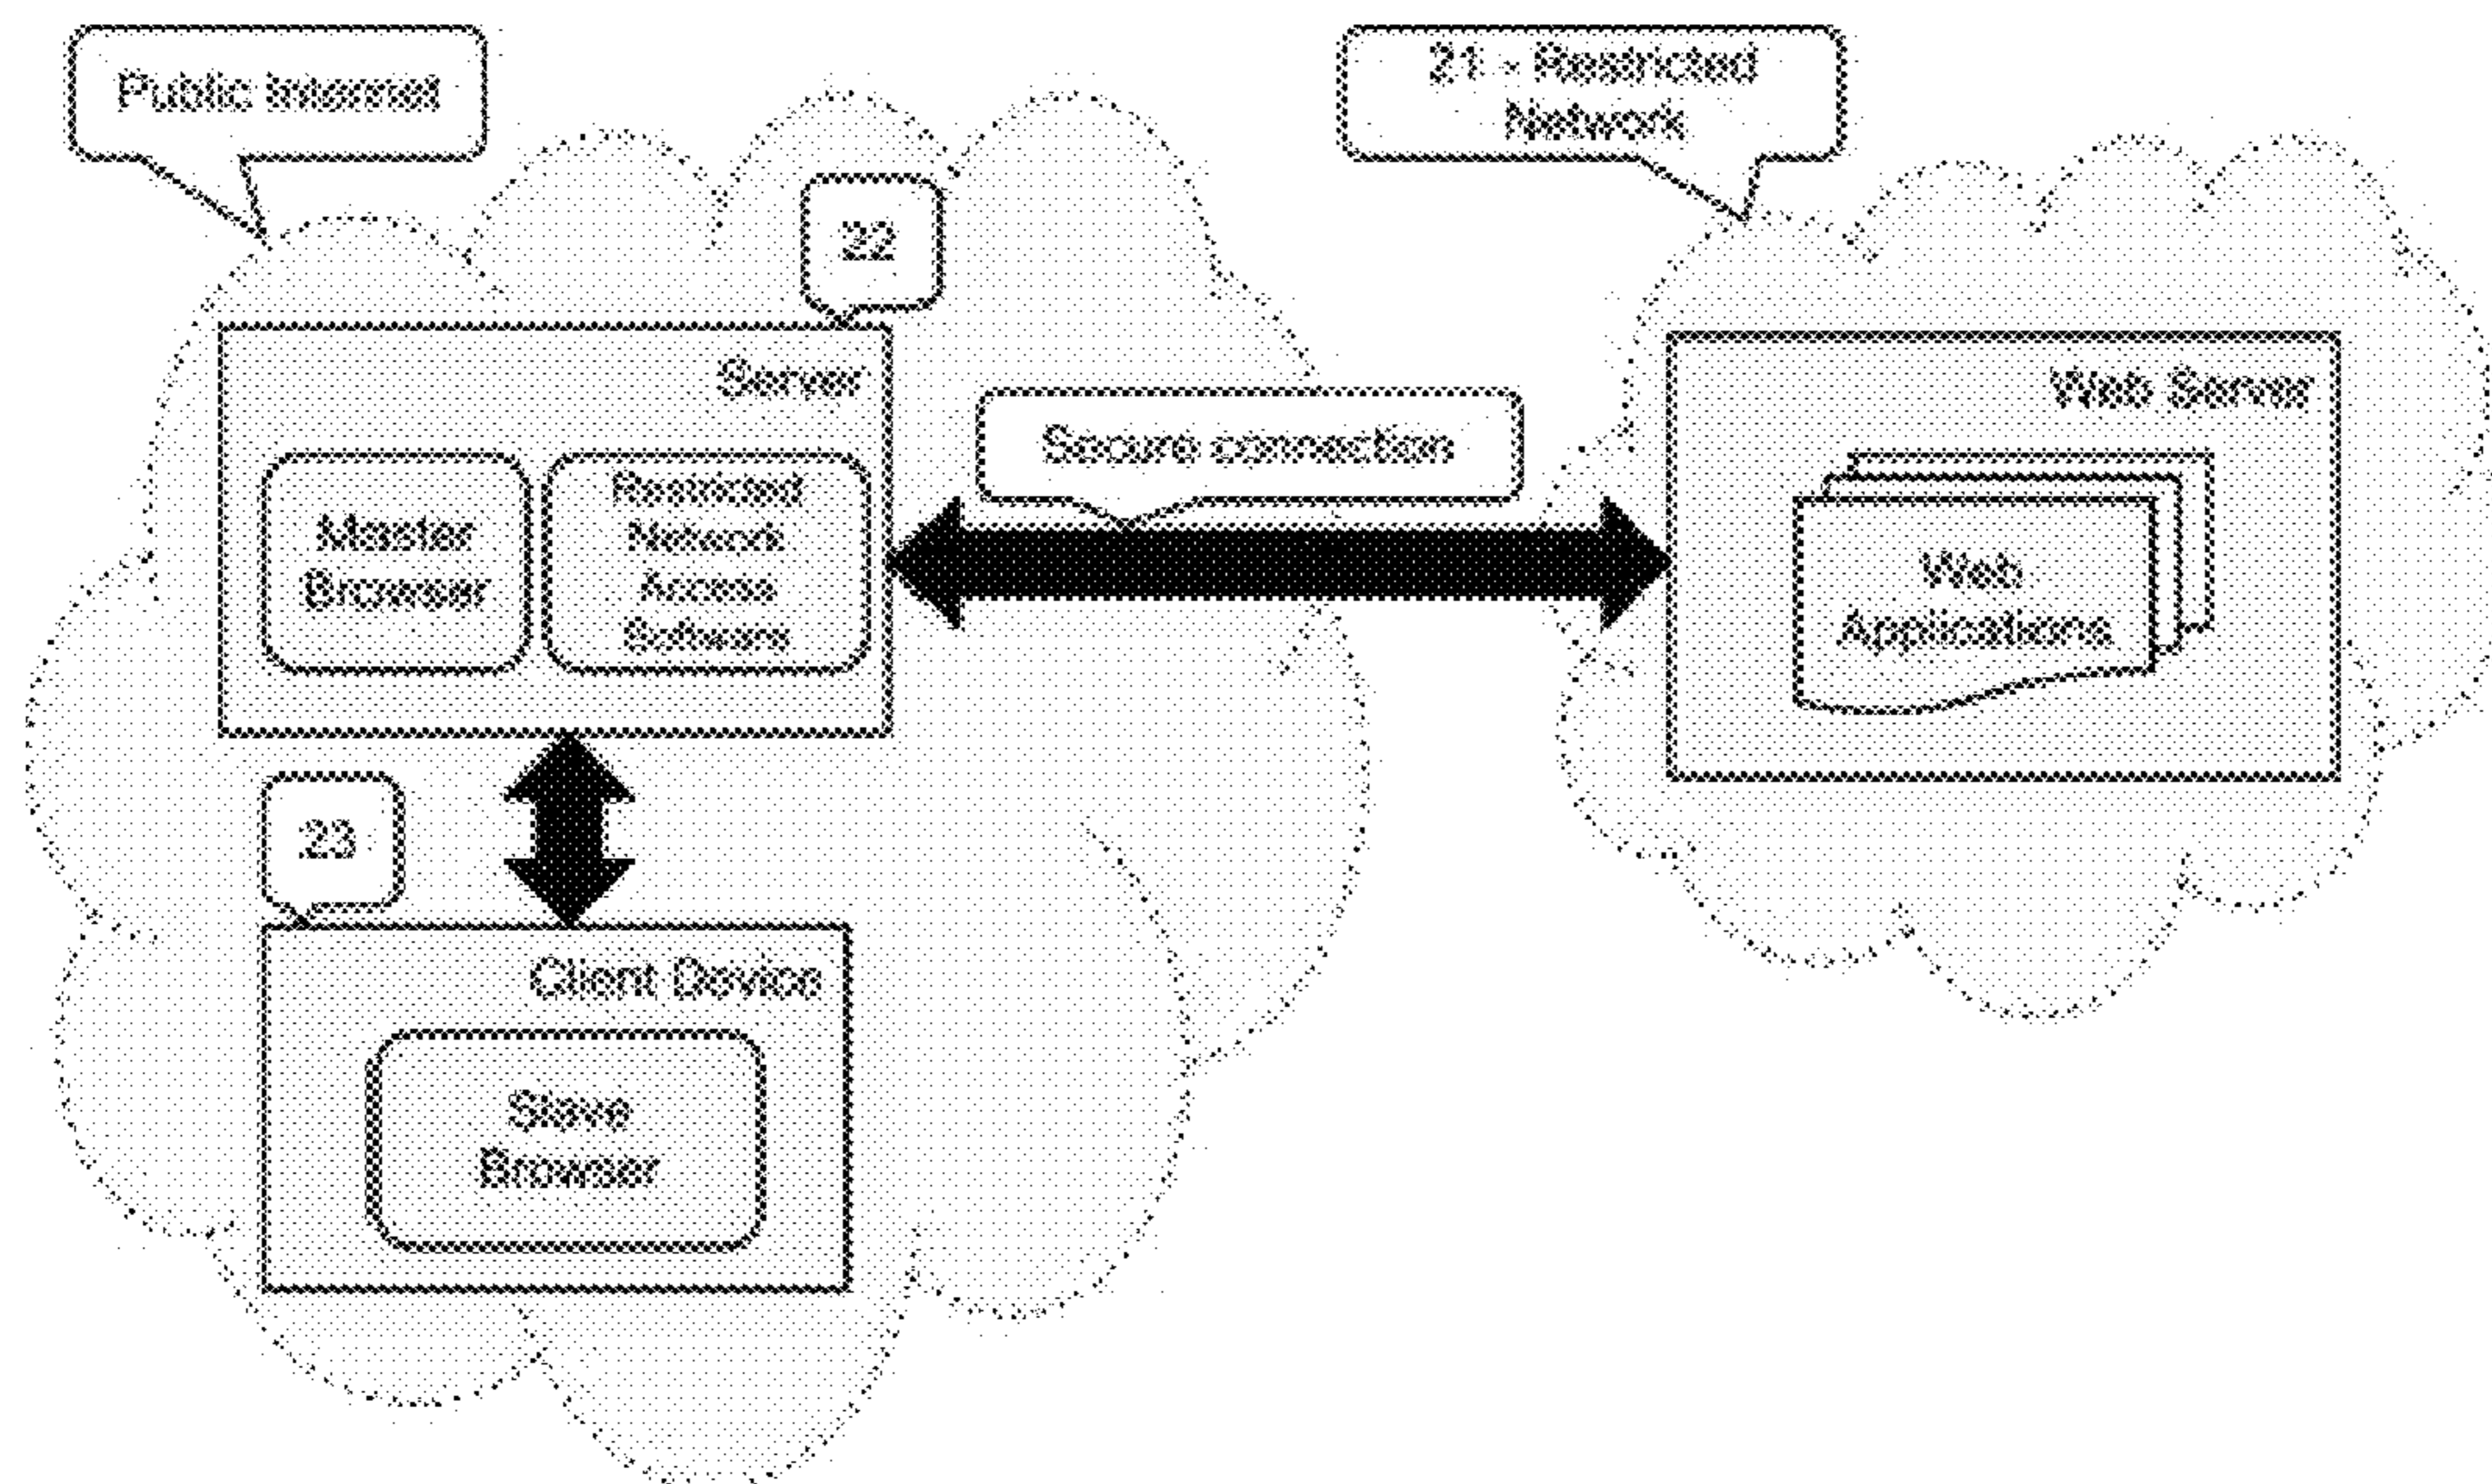 Public Internet
21 - Restricted
Network
22
Server
Master
Browser
Restricted
Network
Access
Software
Secure connection
Web Server
Web
Applications
23
Client Device
Slave
Browser